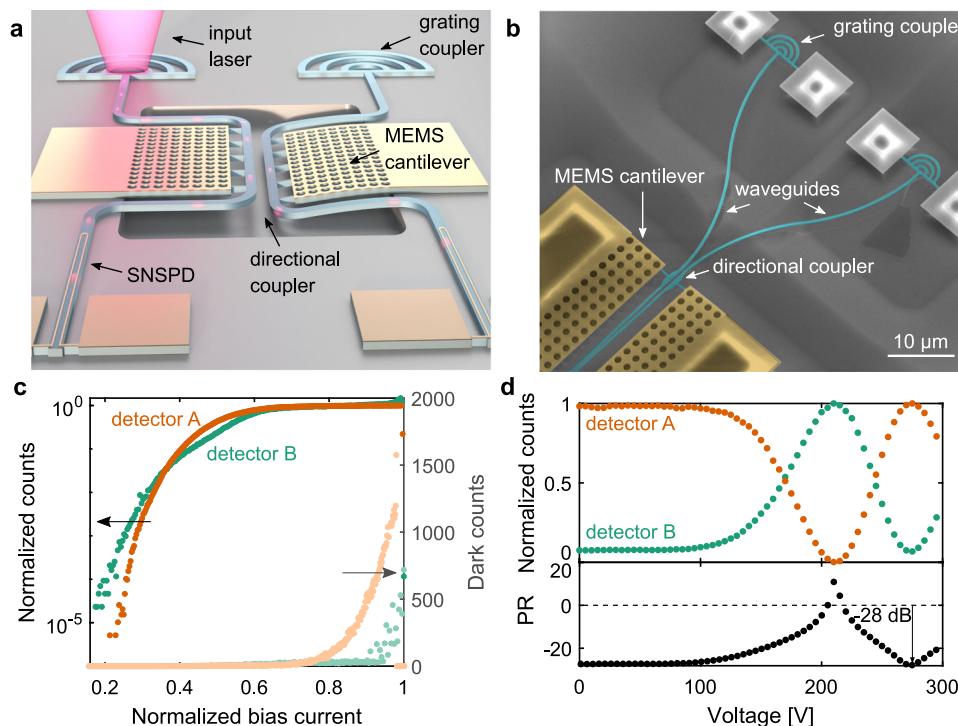 a
input
laser
grating
coupler
MEMS
cantilever
SNSPD
directional
coupler
b
grating couple
MEMS cantilever
waveguides
directional coupler
10 μm
c
Normalized counts
10⁰
10⁻⁵
detector A
detector B
2000
1500
1000
500
0
Dark counts
0.2 0.4 0.6 0.8 1
Normalized bias current
d
Normalized counts
1
0.5
0
detector A
detector B
PR
20
0
-20
-28 dB
0 100 200 300
Voltage [V]